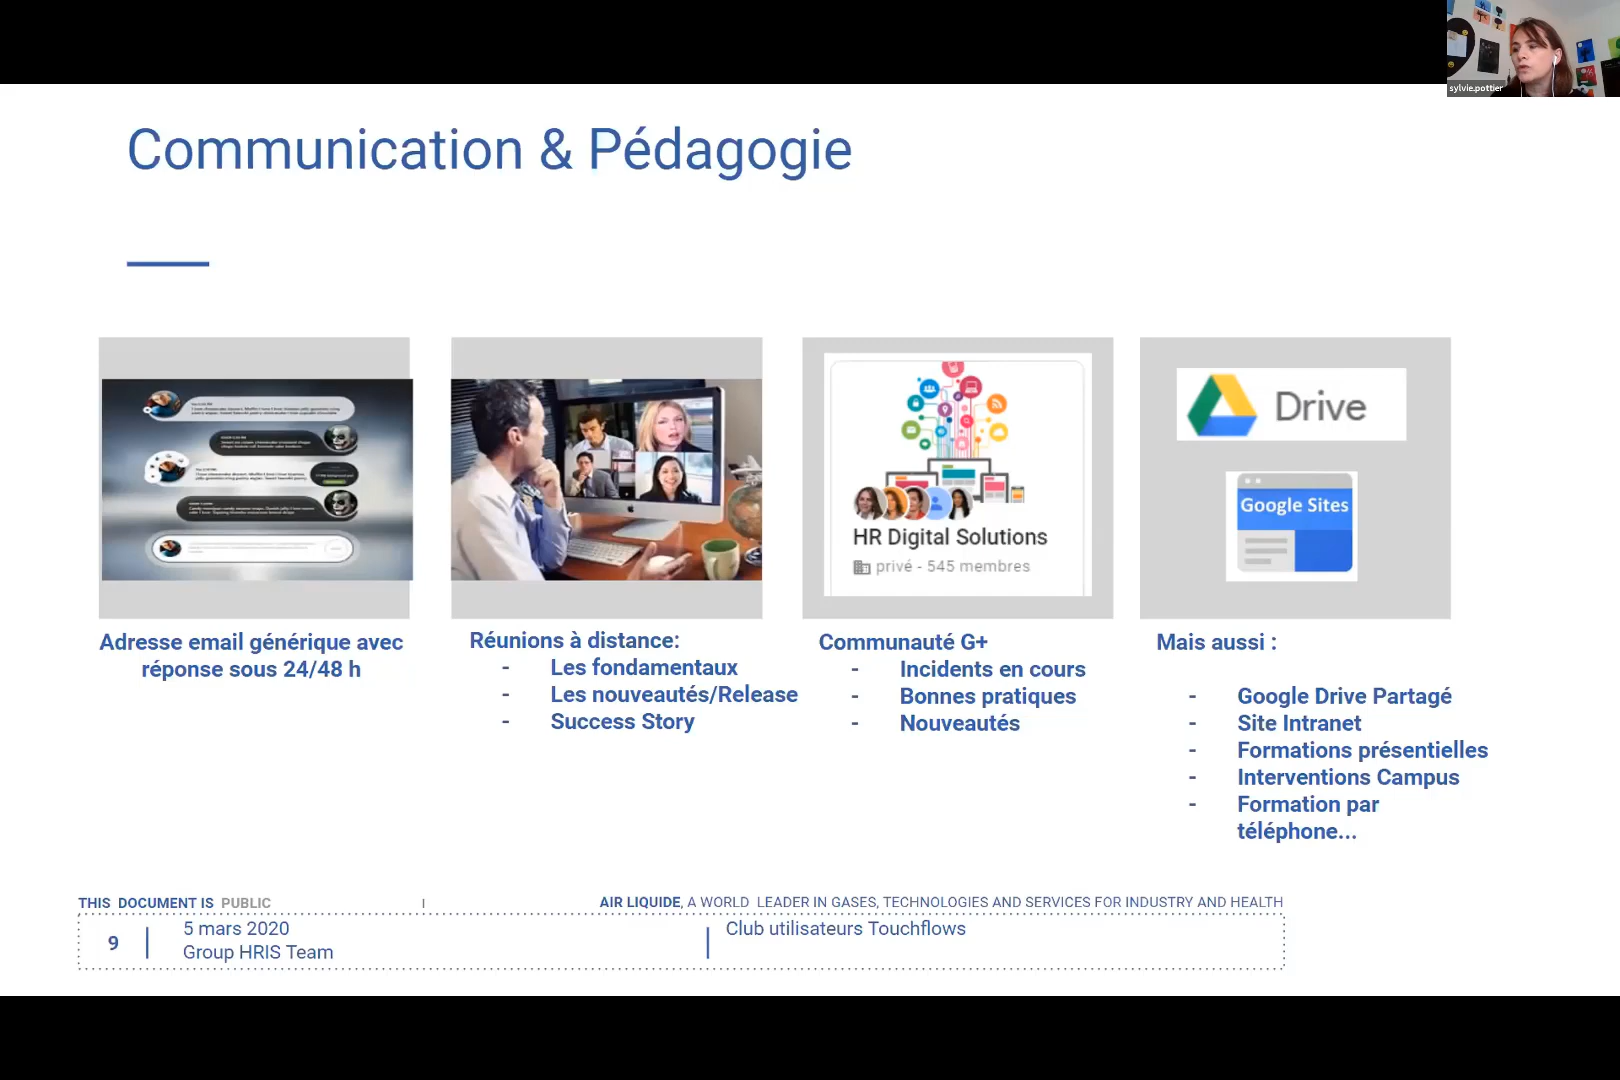 sylvie.pottier
Communication & Pédagogie
Drive
Google Sites
HR Digital Solutions
privé - 545 membres
Adresse email générique avec
réponse sous 24/48 h
Réunions à distance:
- Les fondamentaux
- Les nouveautés/Release
- Success Story
Communauté G+
- Incidents en cours
- Bonnes pratiques
- Nouveautés
Mais aussi :
- Google Drive Partagé
- Site Intranet
- Formations présentielles
- Interventions Campus
- Formation par
téléphone...
THIS DOCUMENT IS PUBLIC
AIR LIQUIDE, A WORLD LEADER IN GASES, TECHNOLOGIES AND SERVICES FOR INDUSTRY AND HEALTH
9
5 mars 2020
Group HRIS Team
Club utilisateurs Touchflows